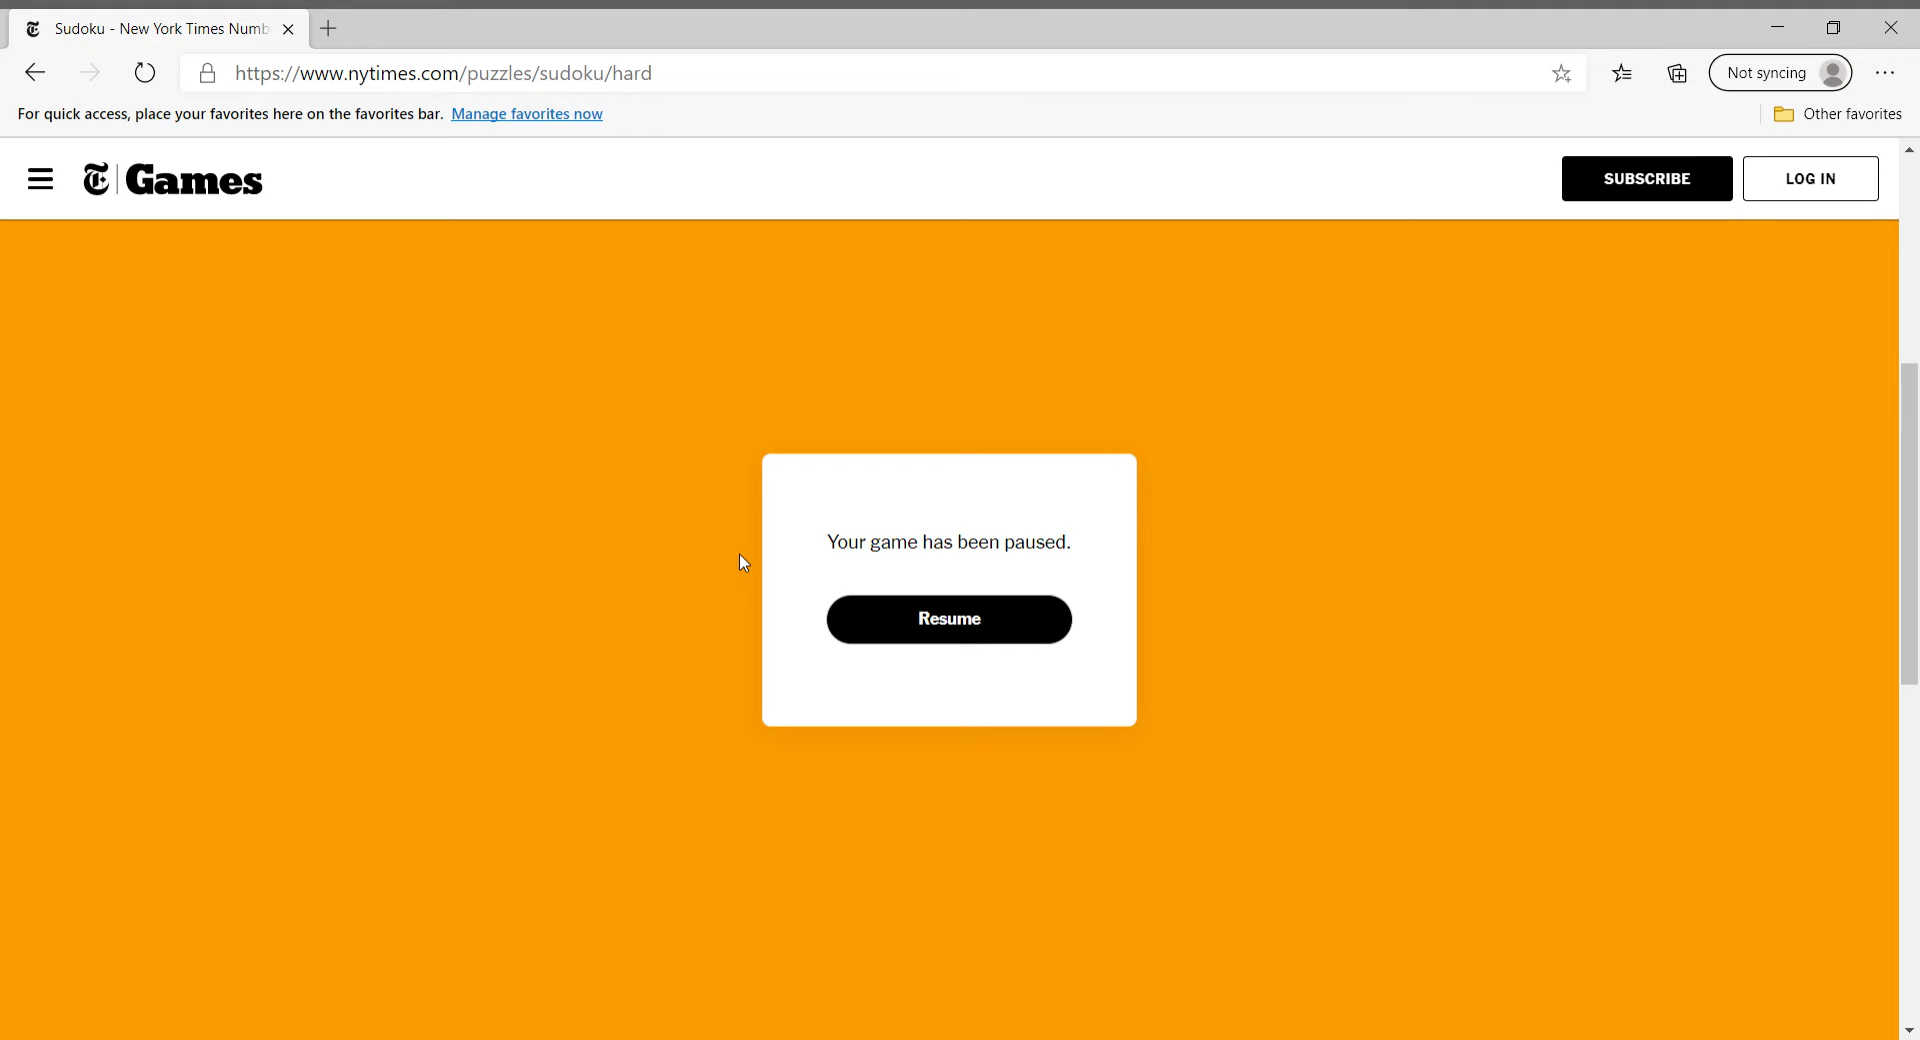 Sudoku - New York Times Numb
https://www.nytimes.com/puzzles/sudoku/hard
Not syncing
For quick access, place your favorites here on the favorites bar. Manage favorites now
Other favorites
T Games
SUBSCRIBE
LOG IN
Your game has been paused.
Resume